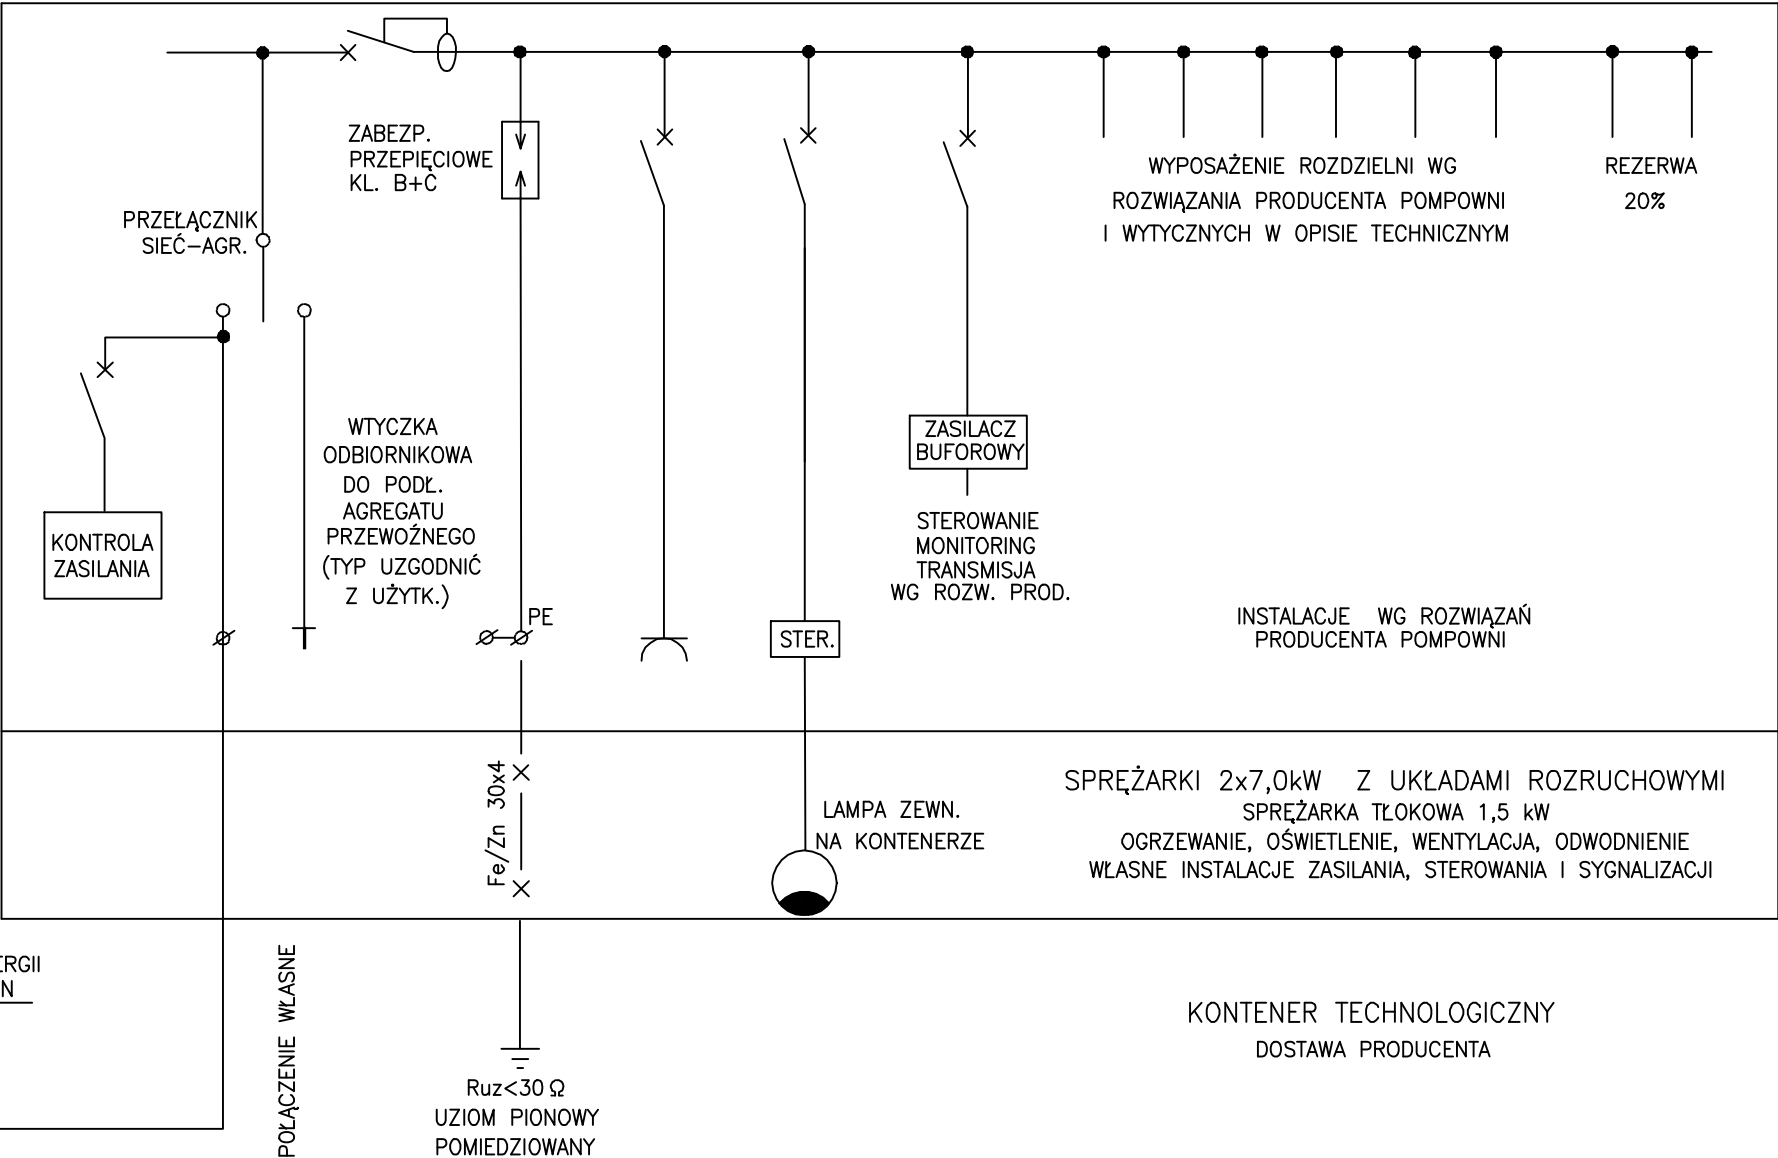 ZABEZP.
PRZEPIĘCIOWE
KL. B+C
WYPOSAŻENIE ROZDZIELNI WG
ROZWIĄZANIA PRODUCENTA POMPOWNI
I WYTYCZNYCH W OPISIE TECHNICZNYM
REZERWA
20%
PRZEŁĄCZNIK
SIEĆ-AGR.
WTYCZKA
ODBIORNIKOWA
DO PODŁ.
AGREGATU
PRZEWOŹNEGO
(TYP UZGODNIĆ
Z UŻYTK.)
KONTROLA
ZASILANIA
ZASILACZ
BUFOROWY
STEROWANIE
MONITORING
TRANSMISJA
WG ROZW. PROD.
PE
STER.
INSTALACJE WG ROZWIĄZAŃ
PRODUCENTA POMPOWNI
Fe/Zn 30x4
LAMPA ZEWN.
NA KONTENERZE
SPRĘŻARKI 2x7,0kW Z UKŁADAMI ROZRUCHOWYMI
SPRĘŻARKA TŁOKOWA 1,5 kW
OGRZEWANIE, OŚWIETLENIE, WENTYLACJA, ODWODNIENIE
WŁASNE INSTALACJE ZASILANIA, STEROWANIA I SYGNALIZACJI
ERGII
N
POŁĄCZENIE WŁASNE
Ruz<30 Ω
UZIOM PIONOWY
POMIEDZIOWANY
KONTENER TECHNOLOGICZNY
DOSTAWA PRODUCENTA